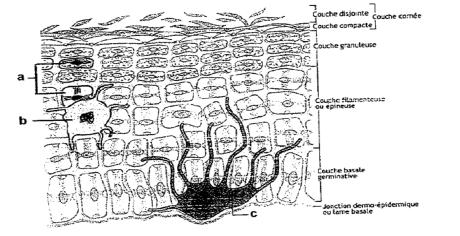 Couche disjointe
Couche cornée
Couche compacte
Couche granuleuse
a
Couche filamenteuse
ou épineuse
b
Couche basale
germinative
Jonction dermo-épidermique
ou lame basale
c